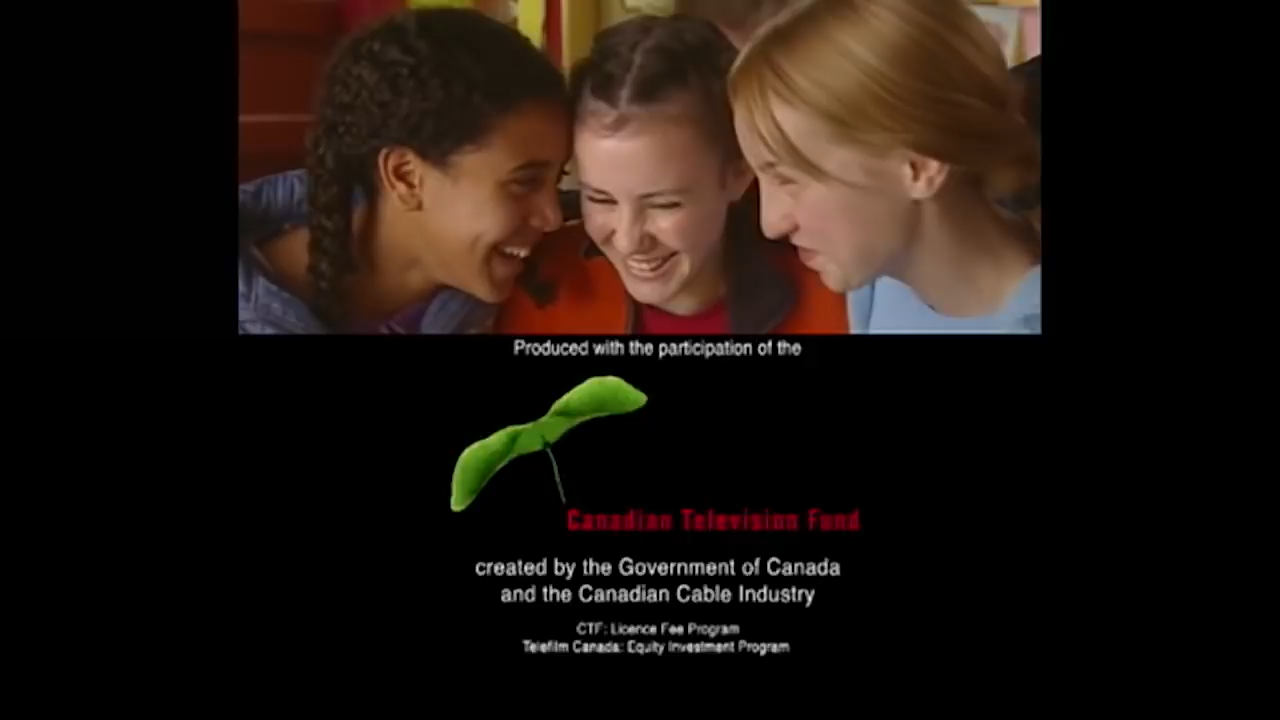 Produced with the participation of the
Canadian Television Fund
created by the Government of Canada
and the Canadian Cable Industry
CTF: Licence Fee Program
Telefilm Canada: Equity Investment Program